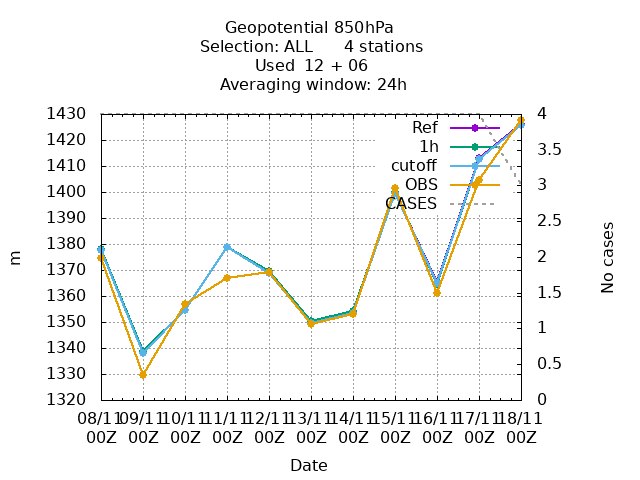 Geopotential 850hPa
Selection: ALL      4 stations
Used  12 + 06
Averaging window: 24h
1430
1420
1410
1400
1390
1380
1370
1360
1350
1340
1330
1320
m
4
3.5
3
2.5
2
1.5
1
0.5
0
No cases
Ref
1h
cutoff
OBS
CASES
08/11 09/11 10/11 11/11 12/11 13/11 14/11 15/11 16/11 17/11 18/11
00Z 00Z 00Z 00Z 00Z 00Z 00Z 00Z 00Z 00Z 00Z
Date